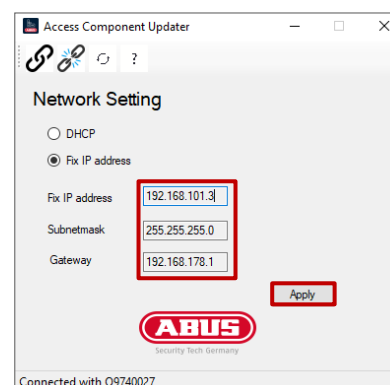 Access Component Updater
?
Network Setting
DHCP
Fix IP address
Fix IP address 192.168.101.3
Subnetmask 255.255.255.0
Gateway 192.168.178.1
Apply
ABUS
Security Tech Germany
Connected with O9740027